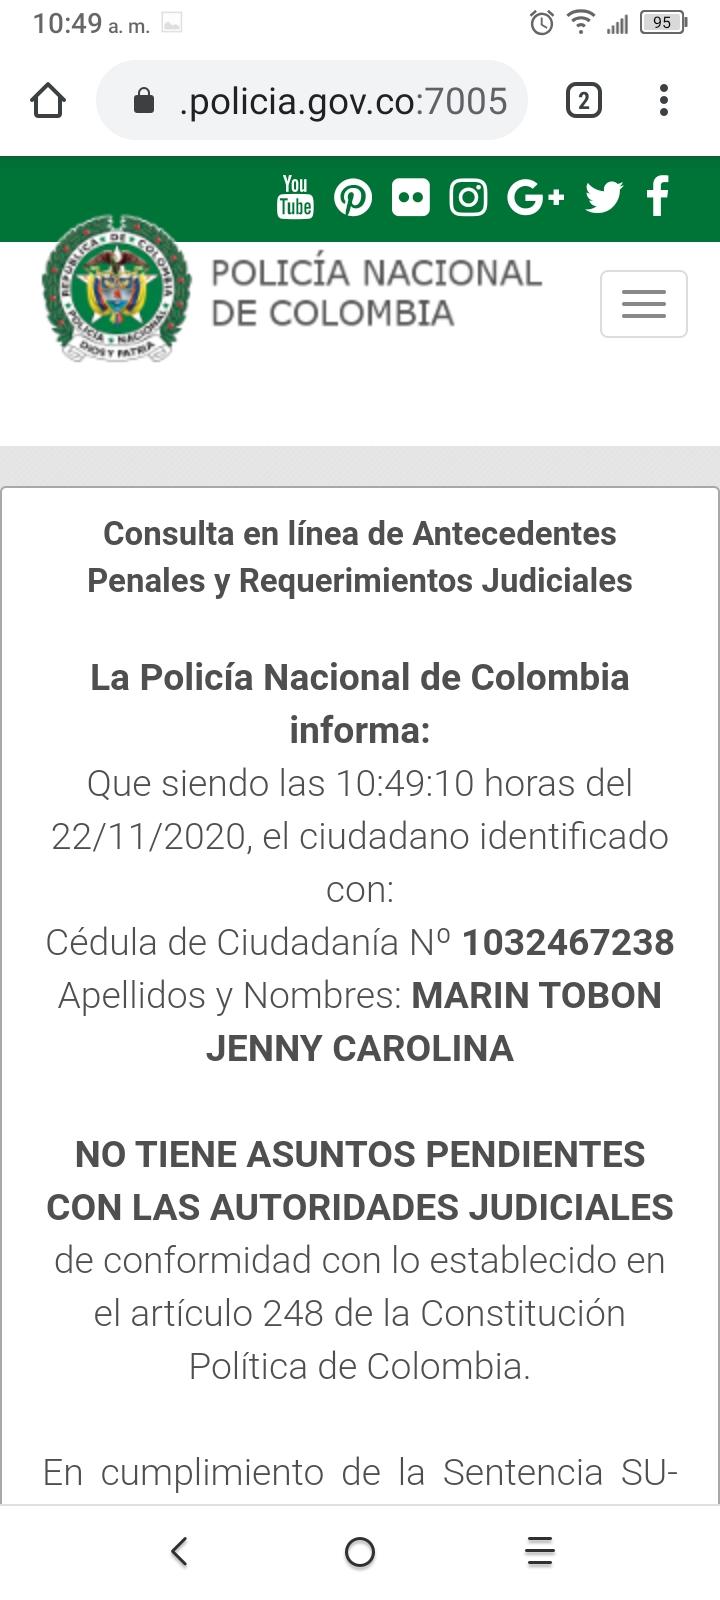 10:49 a. m.
95
.policia.gov.co:7005
2
You
Tube
G+
f
REPÚBLICA DE COLOMBIA
POLICÍA NACIONAL
DIOS Y PATRIA
POLICÍA NACIONAL
DE COLOMBIA
Consulta en línea de Antecedentes
Penales y Requerimientos Judiciales
La Policía Nacional de Colombia
informa:
Que siendo las 10:49:10 horas del
22/11/2020, el ciudadano identificado
con:
Cédula de Ciudadanía Nº 1032467238
Apellidos y Nombres: MARIN TOBON
JENNY CAROLINA
NO TIENE ASUNTOS PENDIENTES
CON LAS AUTORIDADES JUDICIALES
de conformidad con lo establecido en
el artículo 248 de la Constitución
Política de Colombia.
En cumplimiento de la Sentencia SU-